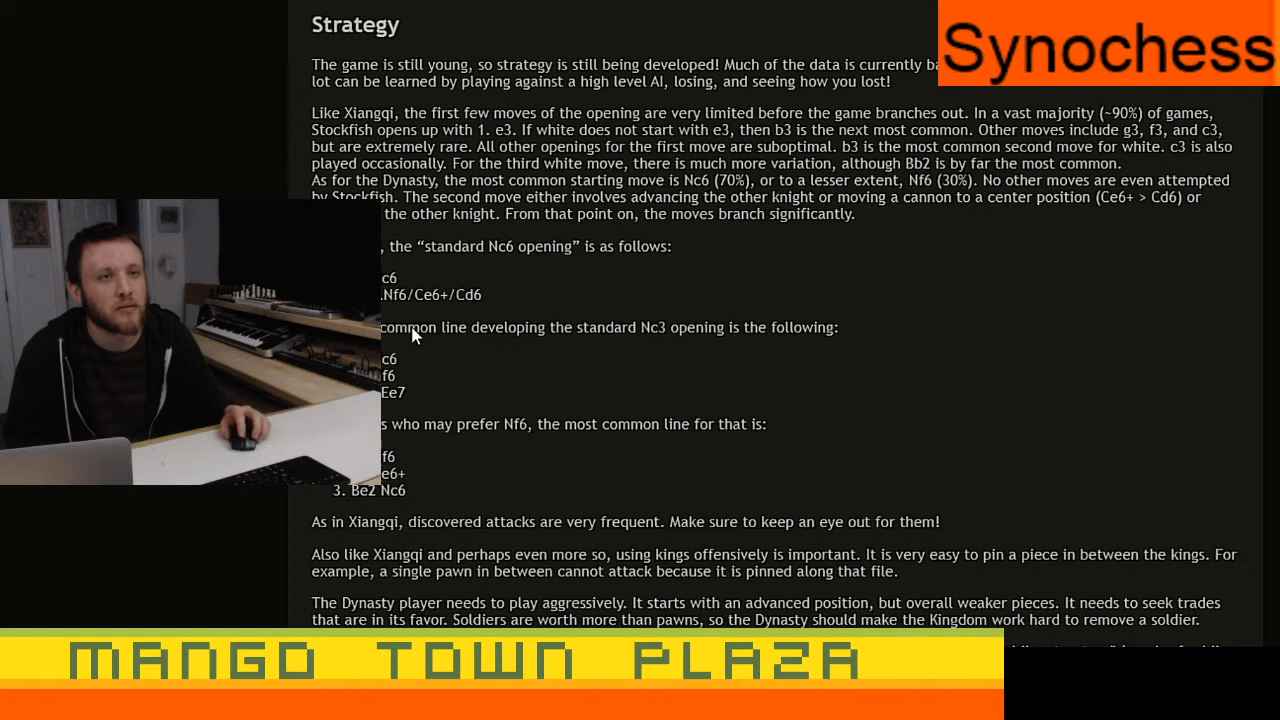 Strategy
Synochess
The game is still young, so strategy is still being developed! Much of the data is currently
lot can be learned by playing against a high level AI, losing, and seeing how you lost!
Like Xiangqi, the first few moves of the opening are very limited before the game branches out. In a vast majority (~90%) of games,
Stockfish opens up with 1. e3. If white does not start with e3, then b3 is the next most common. Other moves include g3, f3, and c3,
but are extremely rare. All other openings for the first move are suboptimal. b3 is the most common second move for white. c3 is also
played occasionally. For the third white move, there is much more variation, although Bb2 is by far the most common.
As for the Dynasty, the most common starting move is Nc6 (70%), or to a lesser extent, Nf6 (30%). No other moves are even attempted
by Stockfish. The second move either involves advancing the other knight or moving a cannon to a center position (Ce6+ > Cd6) or
the other knight. From that point on, the moves branch significantly.
, the “standard Nc6 opening” is as follows:
c6
.Nf6/Ce6+/Cd6
common line developing the standard Nc3 opening is the following:
c6
f6
Ee7
s who may prefer Nf6, the most common line for that is:
f6
e6+
3. Be2 Nc6
As in Xiangqi, discovered attacks are very frequent. Make sure to keep an eye out for them!
Also like Xiangqi and perhaps even more so, using kings offensively is important. It is very easy to pin a piece in between the kings. For
example, a single pawn in between cannot attack because it is pinned along that file.
The Dynasty player needs to play aggressively. It starts with an advanced position, but overall weaker pieces. It needs to seek trades
that are in its favor. Soldiers are worth more than pawns, so the Dynasty should make the Kingdom work hard to remove a soldier.
MANGO TOWN PLAZA